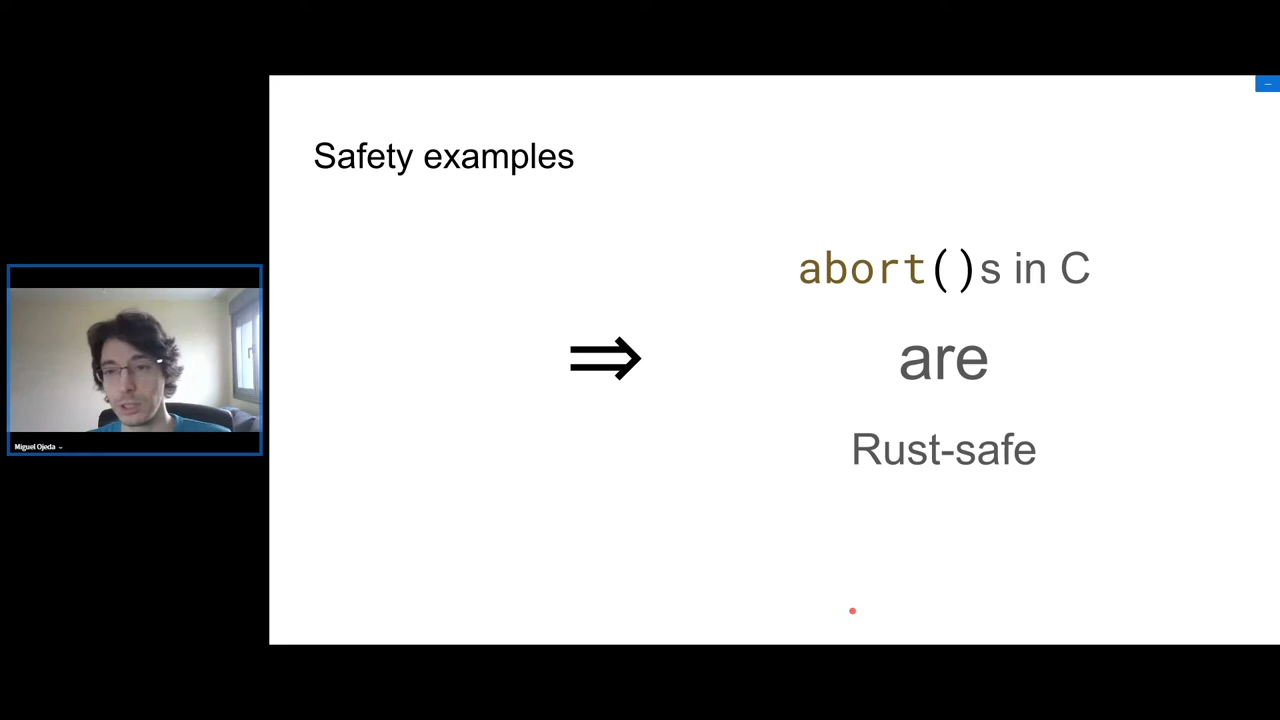 Safety examples
abort()s in C
⇒
are
Rust-safe
Miguel Ojeda